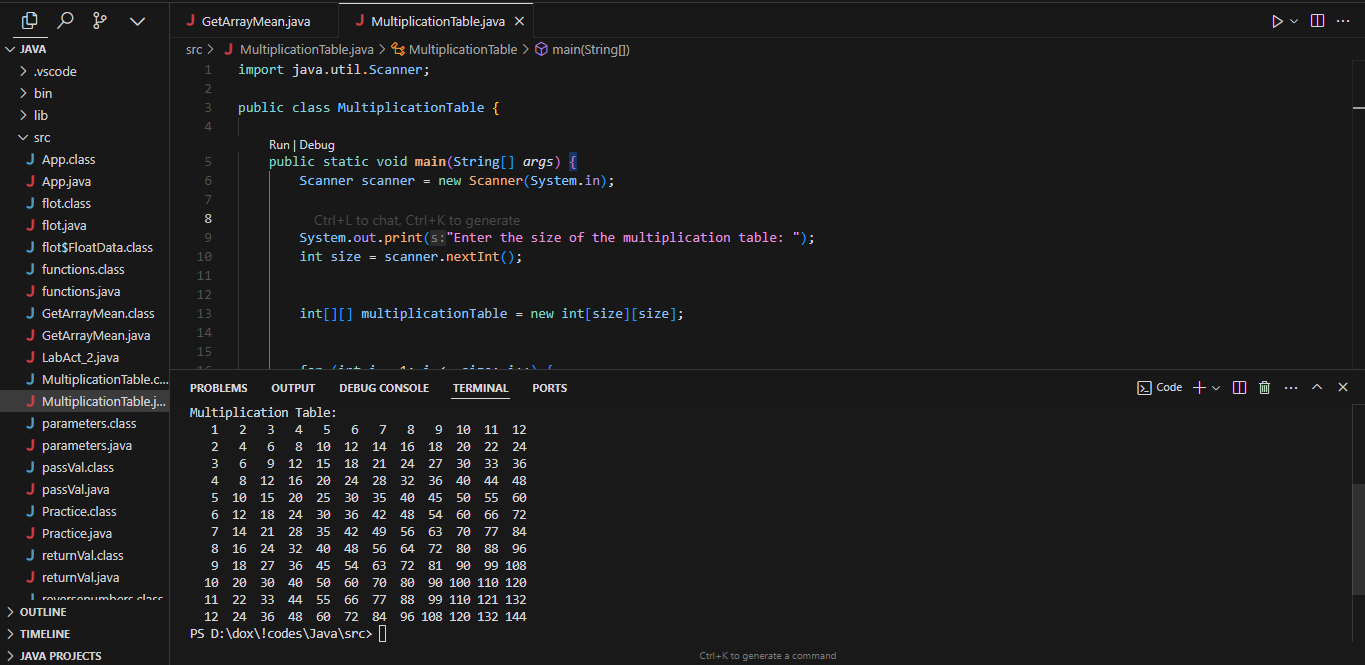 GetArrayMean.java
MultiplicationTable.java
JAVA
.vscode
bin
lib
src
App.class
App.java
flot.class
flot.java
flot$FloatData.class
functions.class
functions.java
GetArrayMean.class
GetArrayMean.java
LabAct_2.java
MultiplicationTable.c...
MultiplicationTable.j...
parameters.class
parameters.java
passVal.class
passVal.java
Practice.class
Practice.java
returnVal.class
returnVal.java
reversenumbers.class
OUTLINE
TIMELINE
JAVA PROJECTS
src > MultiplicationTable.java > MultiplicationTable > main(String[])
1 import java.util.Scanner;
2
3 public class MultiplicationTable {
4
Run | Debug
5 public static void main(String[] args) {
6 Scanner scanner = new Scanner(System.in);
7
8 Ctrl+L to chat, Ctrl+K to generate
9 System.out.print(s:"Enter the size of the multiplication table: ");
10 int size = scanner.nextInt();
11
12
13 int[][] multiplicationTable = new int[size][size];
14
15
PROBLEMS OUTPUT DEBUG CONSOLE TERMINAL PORTS
Code
Multiplication Table:
1 2 3 4 5 6 7 8 9 10 11 12
2 4 6 8 10 12 14 16 18 20 22 24
3 6 9 12 15 18 21 24 27 30 33 36
4 8 12 16 20 24 28 32 36 40 44 48
5 10 15 20 25 30 35 40 45 50 55 60
6 12 18 24 30 36 42 48 54 60 66 72
7 14 21 28 35 42 49 56 63 70 77 84
8 16 24 32 40 48 56 64 72 80 88 96
9 18 27 36 45 54 63 72 81 90 99 108
10 20 30 40 50 60 70 80 90 100 110 120
11 22 33 44 55 66 77 88 99 110 121 132
12 24 36 48 60 72 84 96 108 120 132 144
PS D:\dox\!codes\Java\src>
Ctrl+K to generate a command